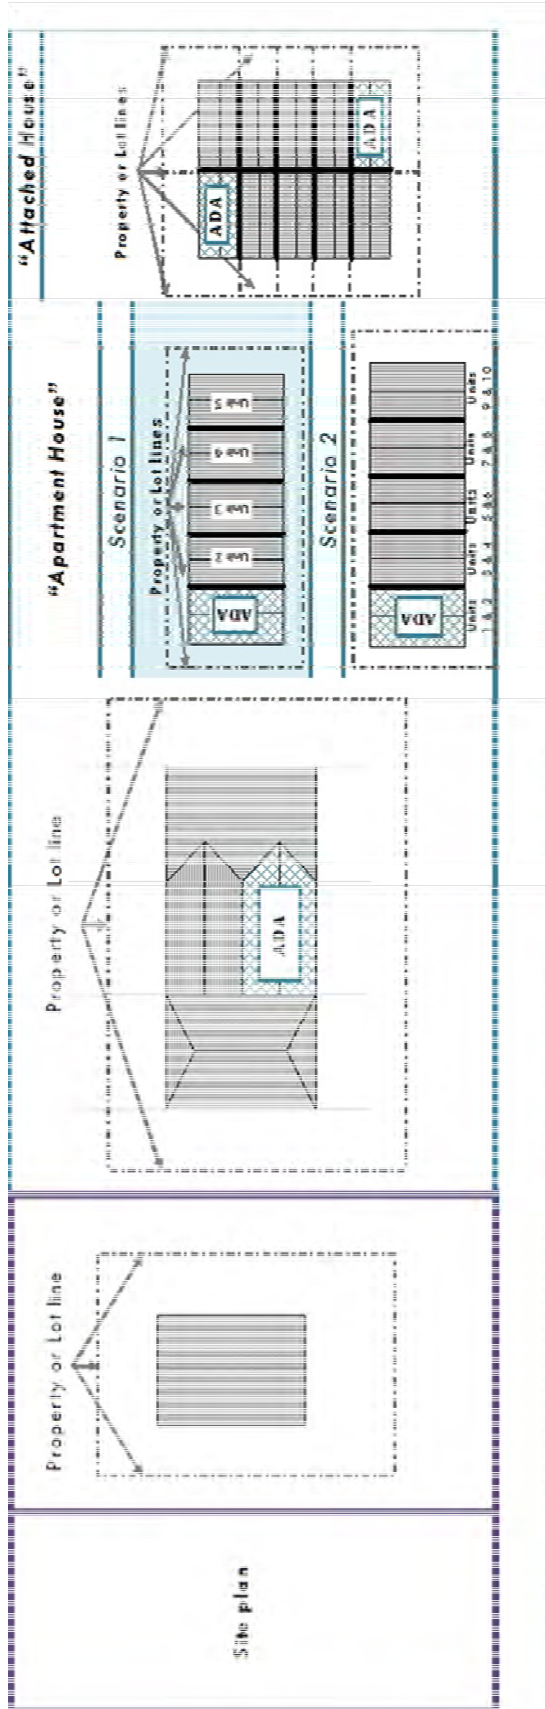 Site plan
Property or Lot line
Property or Lot line
ADA
"Apartment House"
Scenario 1
Property or Lot lines
ADA
Unit 2
Unit 3
Unit 4
Unit 5
Scenario 2
ADA
Units 1 & 2
Units 3 & 4
Units 5 & 6
Units 7 & 8
Units 9 & 10
"Attached House"
Property or Lot lines
ADA
ADA